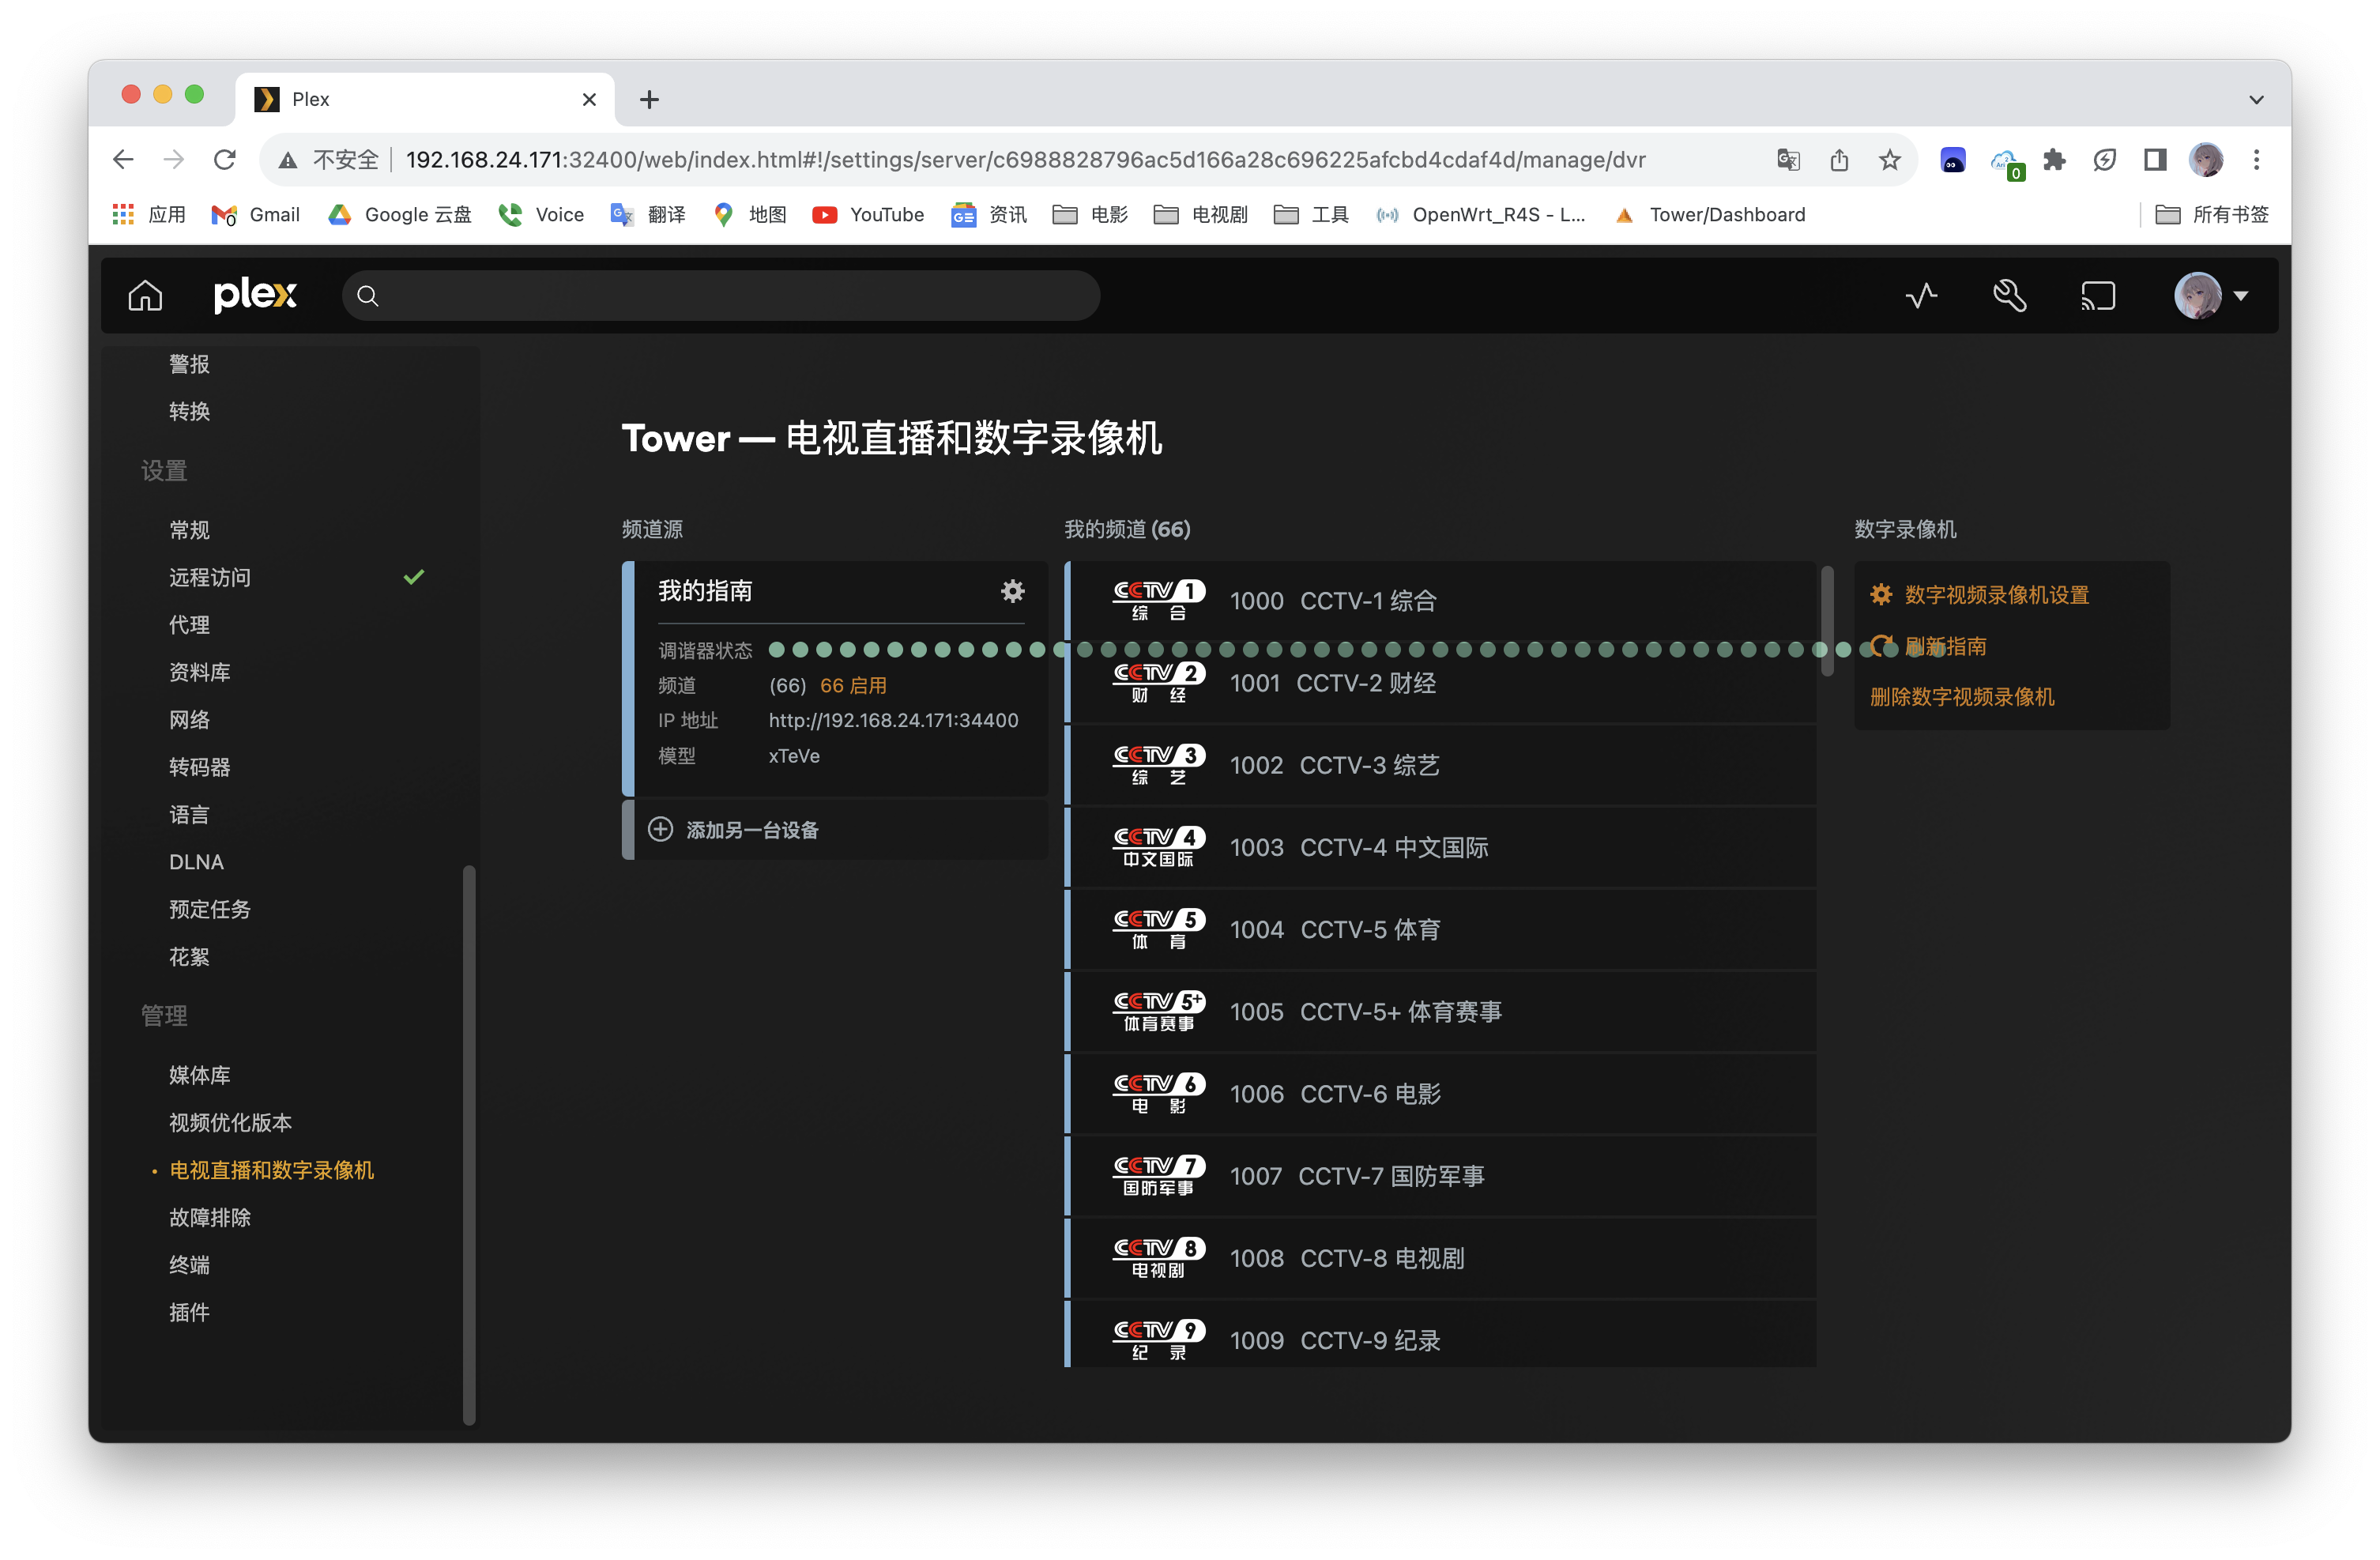 Plex
不安全 192.168.24.171:32400/web/index.html#!/settings/server/c6988828796ac5d166a28c696225afcbd4cdaf4d/manage/dvr
0
应用 Gmail Google 云盘 Voice 翻译 地图 YouTube 资讯 电影 电视剧 工具 OpenWrt_R4S - L... Tower/Dashboard 所有书签
plex
警报
转换
设置
常规
远程访问
代理
资料库
网络
转码器
语言
DLNA
预定任务
花絮
管理
媒体库
视频优化版本
电视直播和数字录像机
故障排除
终端
插件
Tower — 电视直播和数字录像机
频道源
我的指南
调谐器状态
频道 (66) 66 启用
IP 地址 http://192.168.24.171:34400
模型 xTeVe
添加另一台设备
我的频道 (66)
CCTV 1 综合 1000 CCTV-1 综合
CCTV 2 财经 1001 CCTV-2 财经
CCTV 3 综艺 1002 CCTV-3 综艺
CCTV 4 中文国际 1003 CCTV-4 中文国际
CCTV 5 体育 1004 CCTV-5 体育
CCTV 5+ 体育赛事 1005 CCTV-5+ 体育赛事
CCTV 6 电影 1006 CCTV-6 电影
CCTV 7 国防军事 1007 CCTV-7 国防军事
CCTV 8 电视剧 1008 CCTV-8 电视剧
CCTV 9 纪录 1009 CCTV-9 纪录
数字录像机
数字视频录像机设置
刷新指南
删除数字视频录像机